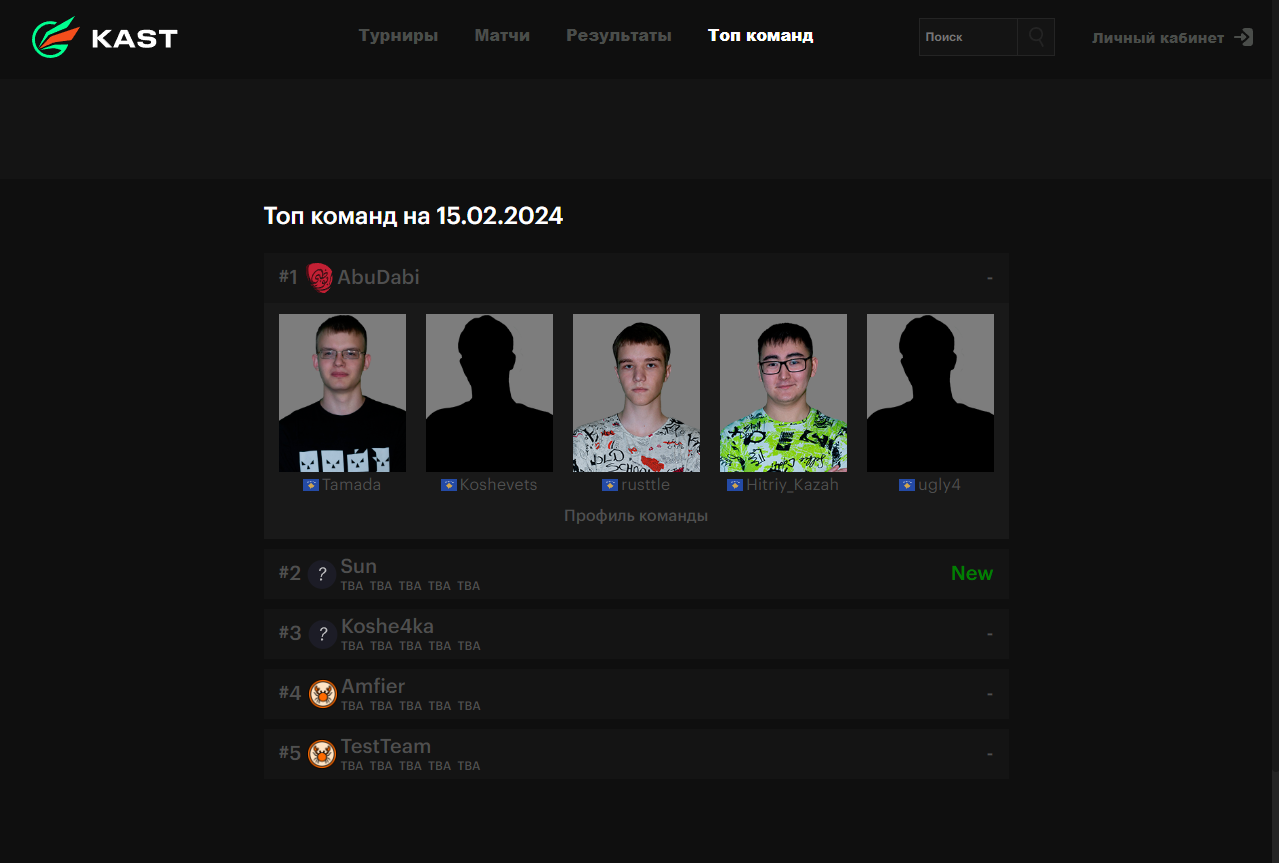 KAST
Турниры Матчи Результаты Топ команд
Поиск
Личный кабинет
Топ команд на 15.02.2024
#1 AbuDabi -
Tamada Koshevets rusttle Hitriy_Kazah ugly4
Профиль команды
#2 ? Sun New
TBA TBA TBA TBA TBA
#3 ? Koshe4ka -
TBA TBA TBA TBA TBA
#4 Amfier -
TBA TBA TBA TBA TBA
#5 TestTeam -
TBA TBA TBA TBA TBA